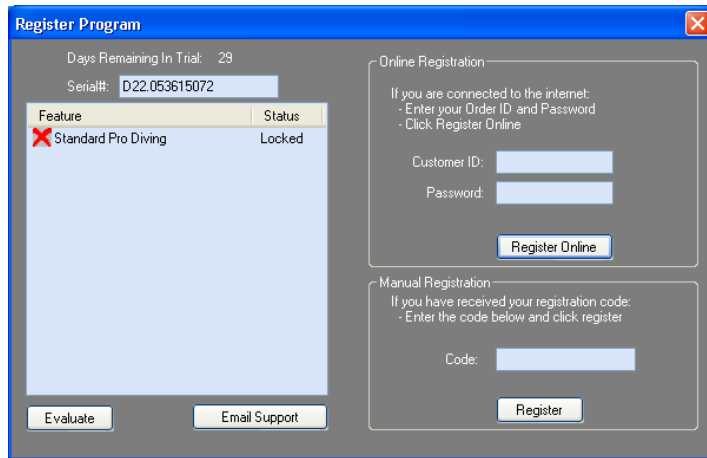 Register Program
Days Remaining In Trial: 29
Serial#: D22.053615072
Feature Status
Standard Pro Diving Locked
Evaluate
Email Support
Online Registration
If you are connected to the internet:
- Enter your Order ID and Password
- Click Register Online
Customer ID:
Password:
Register Online
Manual Registration
If you have received your registration code:
- Enter the code below and click register
Code:
Register